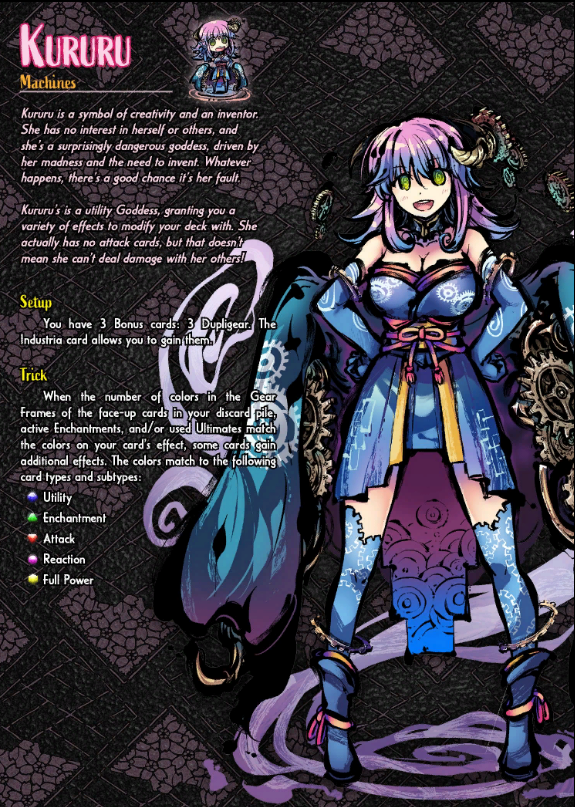 KURURU
Machines
Kururu is a symbol of creativity and an inventor.
She has no interest in herself or others, and
she's a surprisingly dangerous goddess, driven by
her madness and the need to invent. Whatever
happens, there's a good chance it's her fault.
Kururu's is a utility Goddess, granting you a
variety of effects to modify your deck with. She
actually has no attack cards, but that doesn't
mean she can't deal damage with her others!
Setup
You have 3 Bonus cards: 3 Dupligear. The
Industria card allows you to gain them.
Trick
When the number of colors in the Gear
Frames of the face-up cards in your discard pile,
active Enchantments, and/or used Ultimates match
the colors on your card's effect, some cards gain
additional effects. The colors match to the following
card types and subtypes:
Utility
Enchantment
Attack
Reaction
Full Power